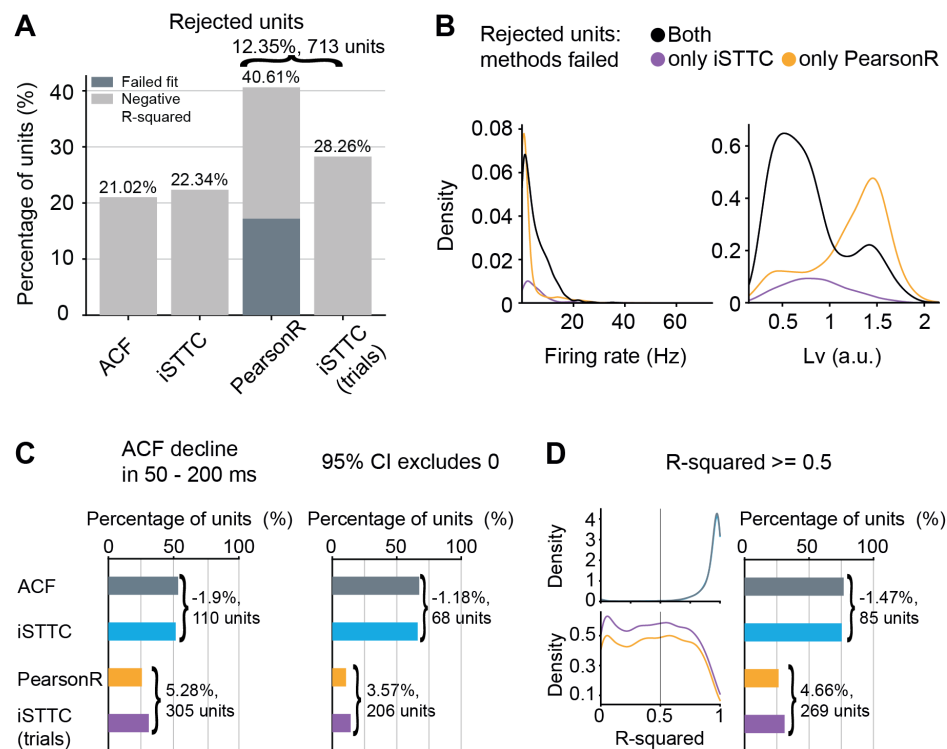 A
Rejected units
12.35%, 713 units
Percentage of units (%)
40
30
20
10
0
Failed fit
Negative
R-squared
21.02%
22.34%
40.61%
28.26%
ACF
iSTTC
PearsonR
iSTTC
(trials)
B
Rejected units:
methods failed
Both
only iSTTC
only PearsonR
Density
0.08
0.06
0.04
0.02
0
20
40
60
Firing rate (Hz)
0.6
0.4
0.2
0
0.5
1
1.5
2
Lv (a.u.)
C
ACF decline
in 50 - 200 ms
Percentage of units (%)
0
50
100
ACF
iSTTC
PearsonR
iSTTC
(trials)
-1.9%,
110 units
5.28%,
305 units
95% CI excludes 0
Percentage of units (%)
0
50
100
-1.18%,
68 units
3.57%,
206 units
D
R-squared >= 0.5
Density
4
3
2
1
0
Density
0.5
0.3
0.1
0
0.5
1
R-squared
Percentage of units (%)
0
50
100
-1.47%,
85 units
4.66%,
269 units